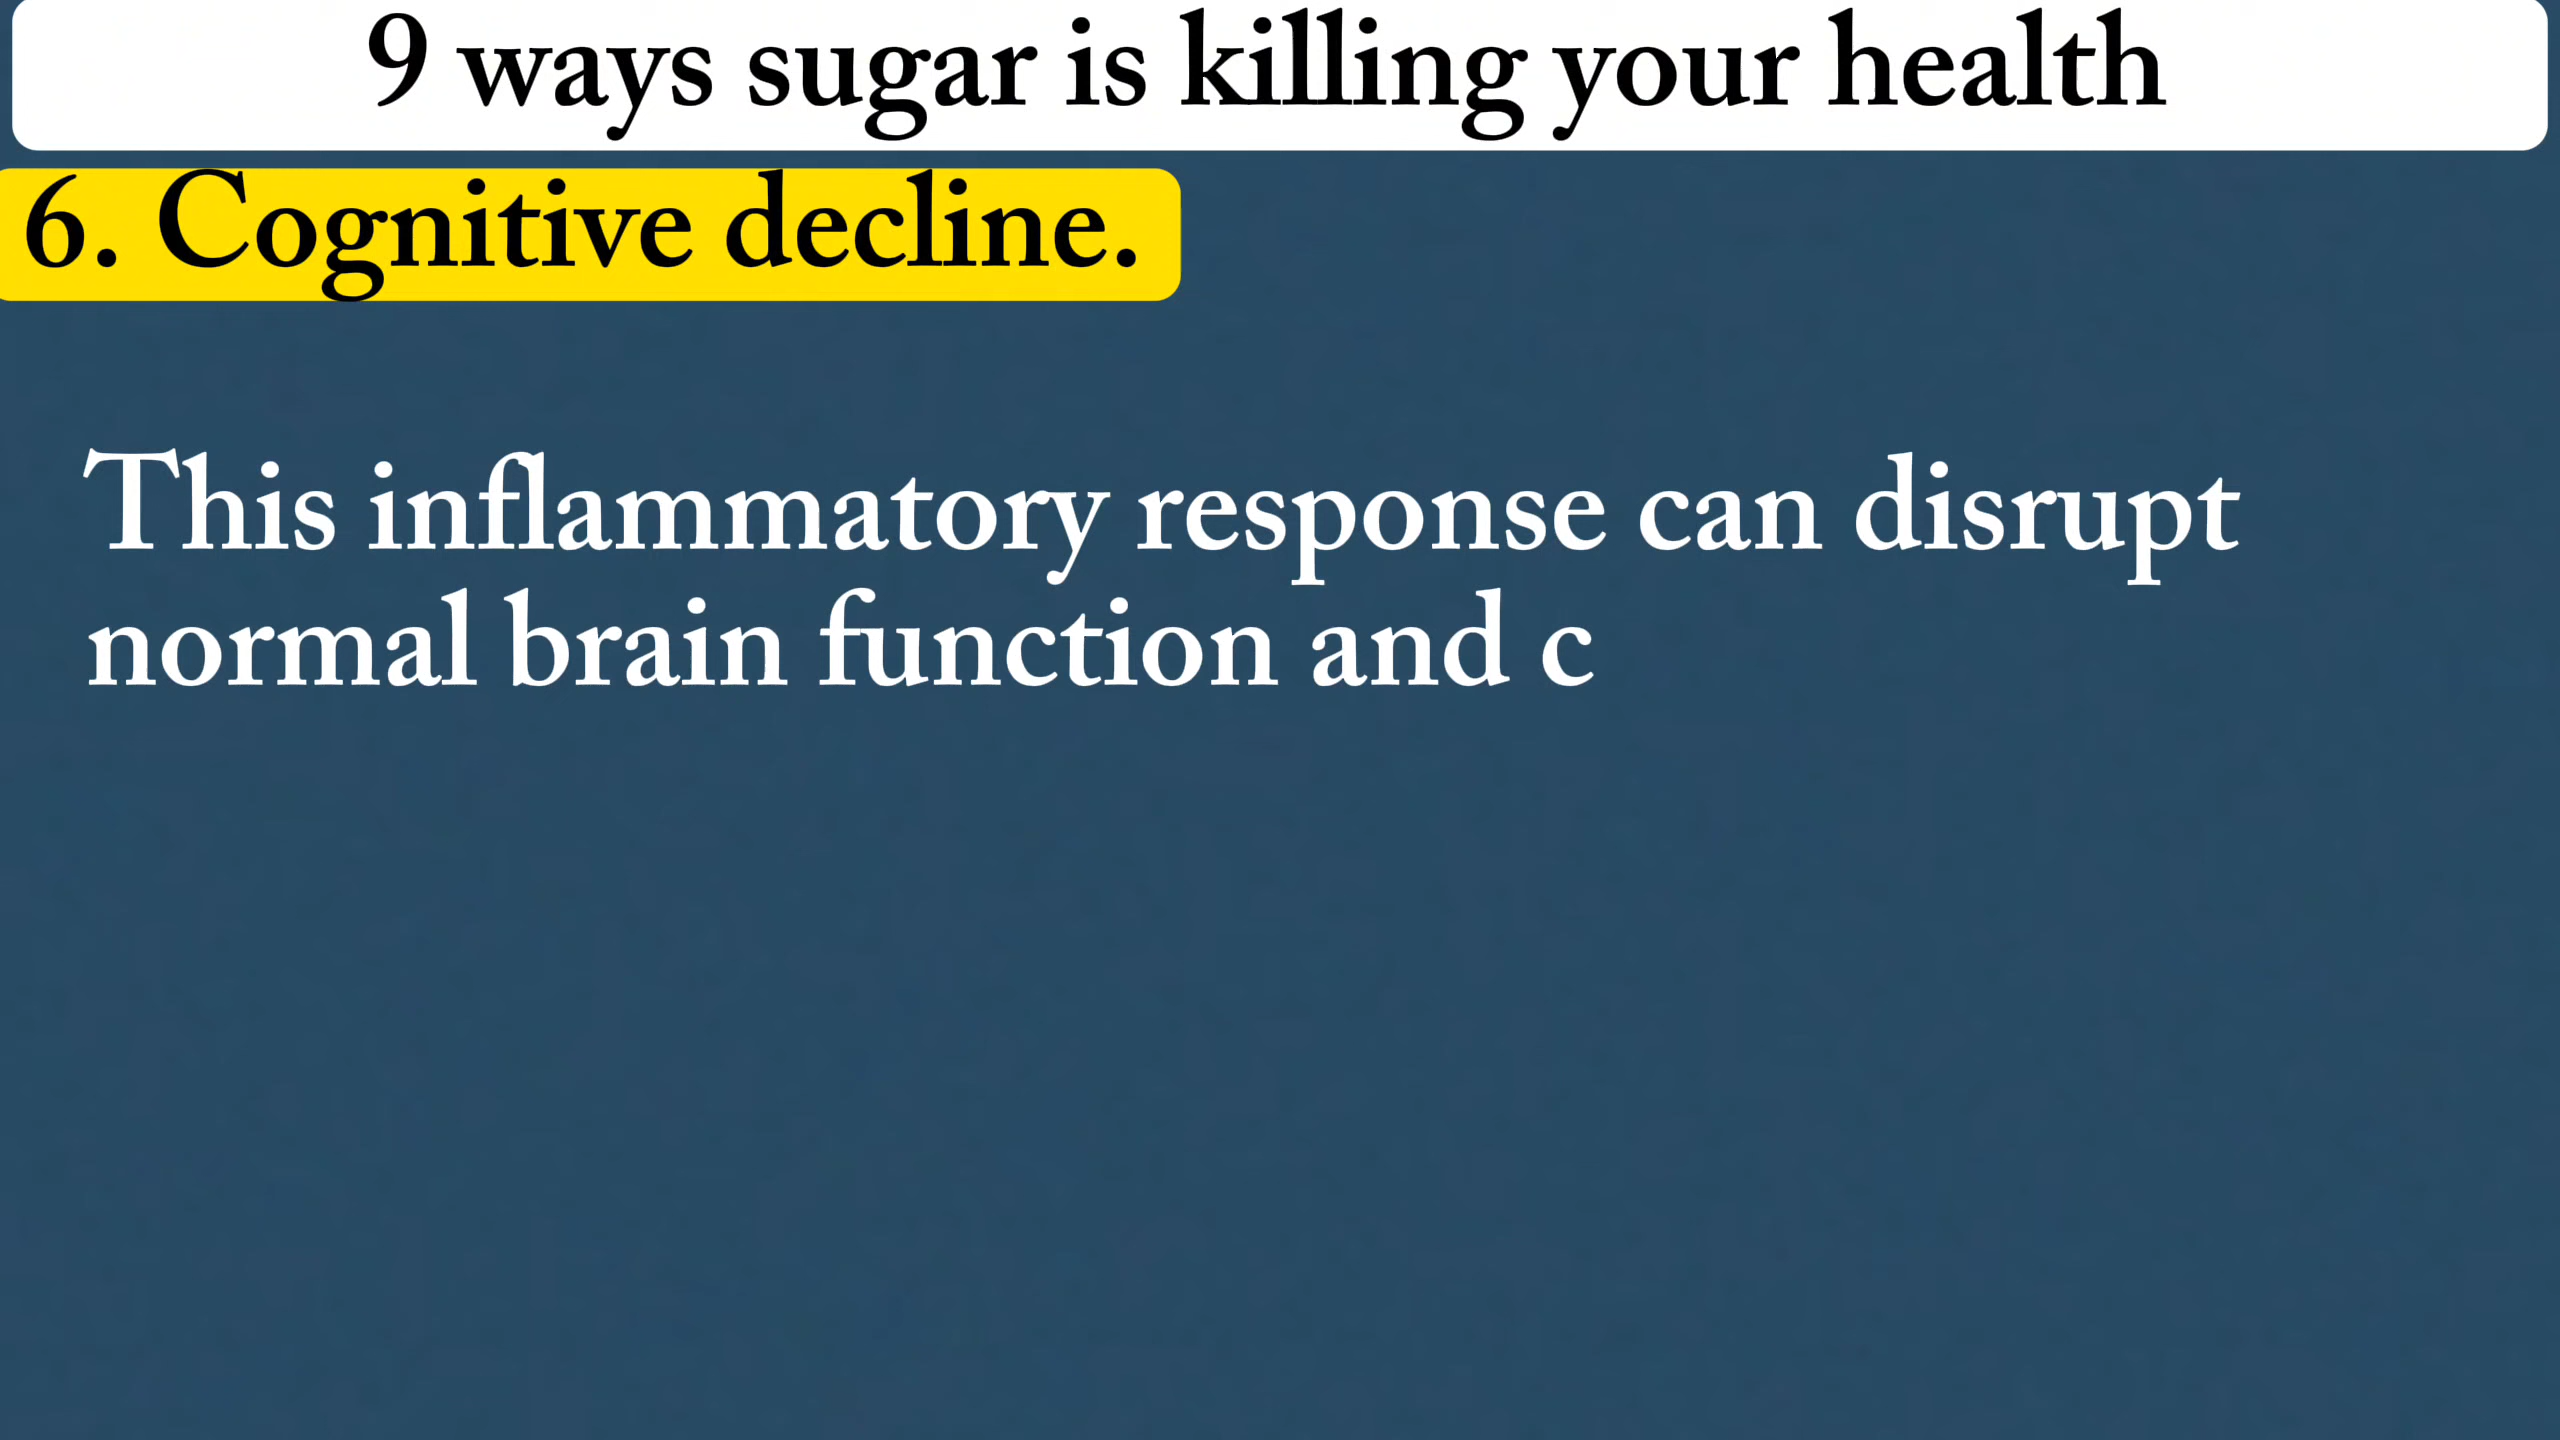 9 ways sugar is killing your health
6. Cognitive decline.
This inflammatory response can disrupt
normal brain function and c